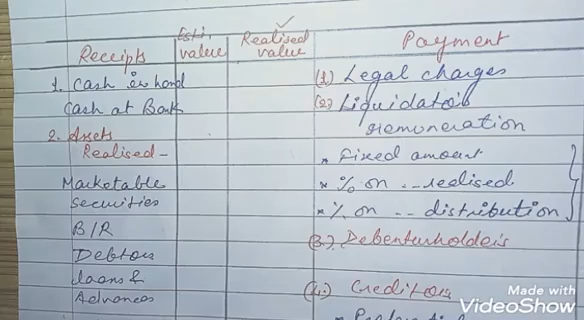 Receipts
Esti. value
Realised value
Payment
1. Cash in hand
Cash at Bank
2. Assets
Realised -
Marketable
securities
B/R
Debtors
loans &
Advances
(1) Legal charges
(2) Liquidator's
remuneration
* fixed amount
* % on .. realised
* % on .. distribution
(3) Debenturholders
(4) Creditors
* Preferential
Made with
VideoShow